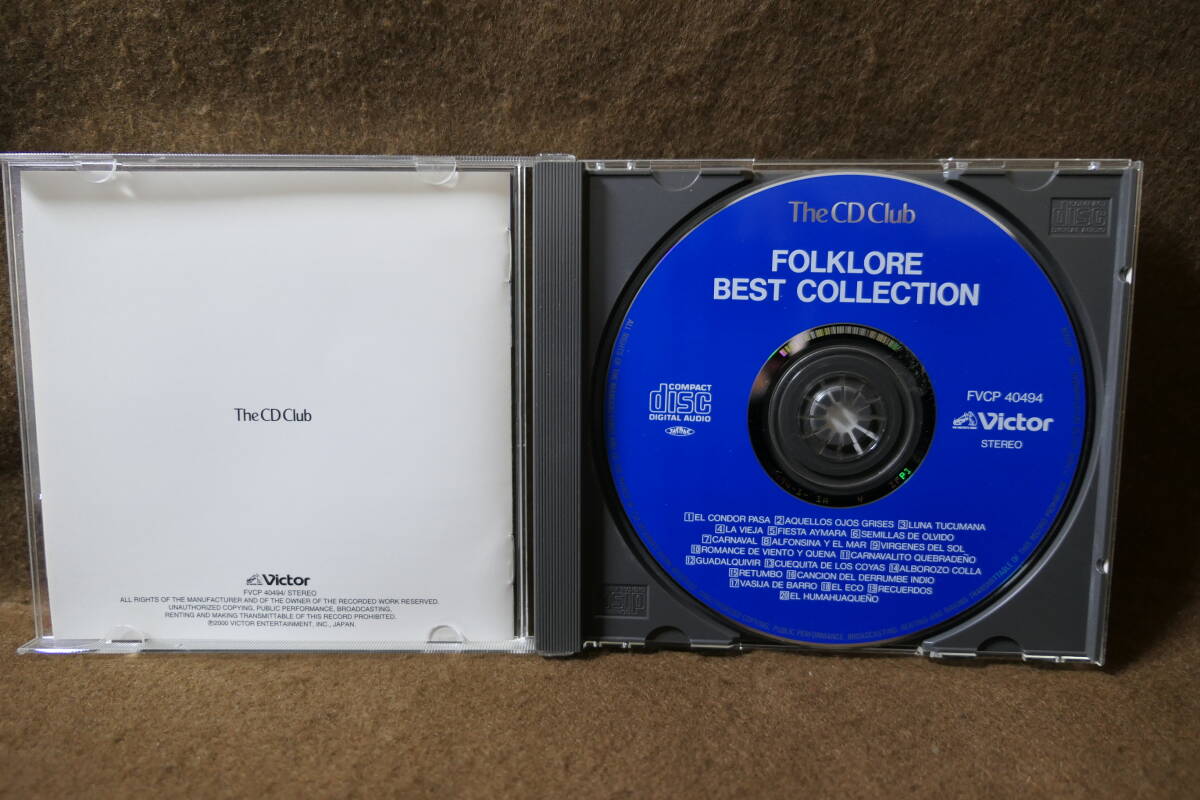 The CD Club
Victor
FVCP 40494/ STEREO
ALL RIGHTS OF THE MANUFACTURER AND OF THE OWNER OF THE RECORDED WORK RESERVED.
UNAUTHORIZED COPYING, PUBLIC PERFORMANCE, BROADCASTING,
RENTING AND MAKING TRANSMITTABLE OF THIS RECORD PROHIBITED.
℗2000 VICTOR ENTERTAINMENT, INC., JAPAN.
The CD Club
FOLKLORE
BEST COLLECTION
COMPACT
disc
DIGITAL AUDIO
FVCP 40494
Victor
STEREO
1 EL CONDOR PASA 2 AQUELLOS OJOS GRISES 3 LUNA TUCUMANA
4 LA VIEJA 5 FIESTA AYMARA 6 SEMILLAS DE OLVIDO
7 CARNAVAL 8 ALFONSINA Y EL MAR 9 VIRGENES DEL SOL
10 ROMANCE DE VIENTO Y QUENA 11 CARNAVALITO QUEBRADEÑO
12 GUADALQUIVIR 13 CUEQUITA DE LOS COYAS 14 ALBOROZO COLLA
15 RETUMBO 16 CANCION DEL DERRUMBE INDIO
17 VASIJA DE BARRO 18 EL ECO 19 RECUERDOS
20 EL HUMAHUAQUEÑO
disc
DIGITAL AUDIO